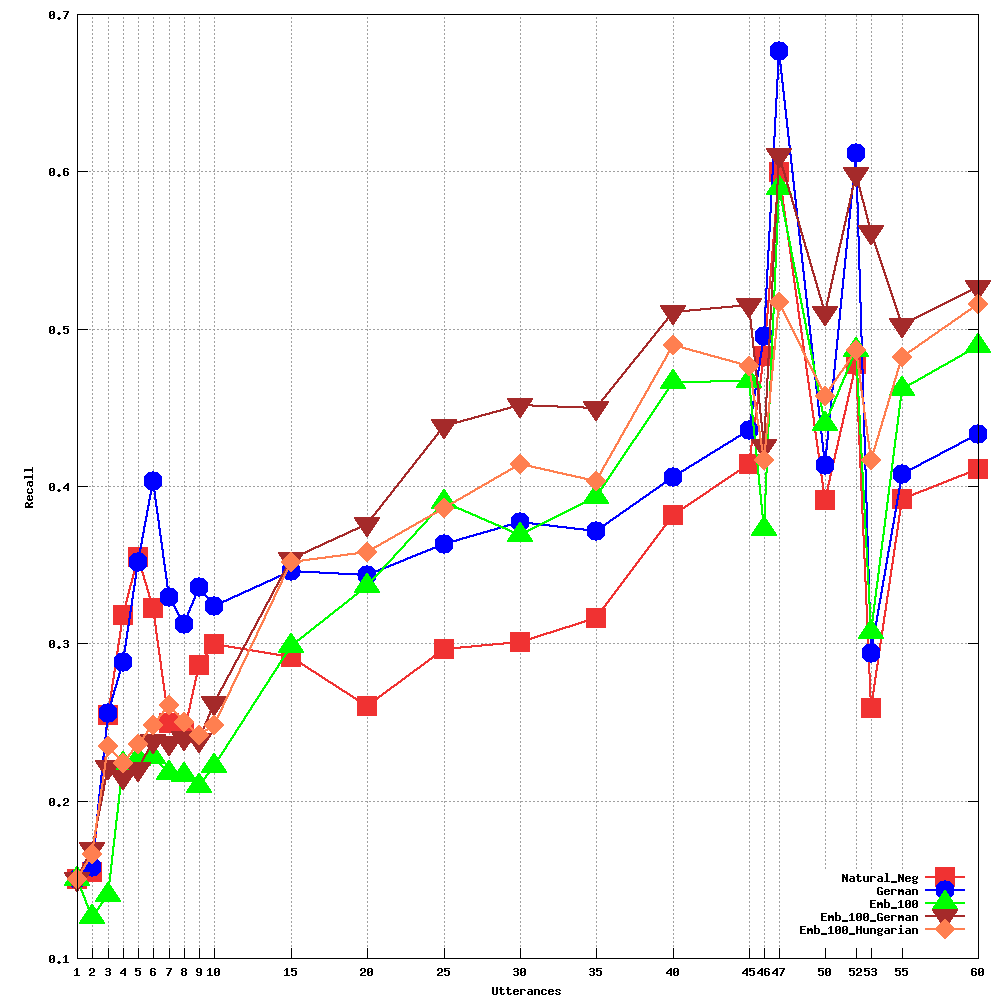 0.7
0.6
0.5
0.4
0.3
0.2
0.1
Recall
1 2 3 4 5 6 7 8 9 10 15 20 25 30 35 40 45 46 47 50 52 53 55 60
Utterances
Natural_Neg
German
Emb_100
Emb_100_German
Emb_100_Hungarian